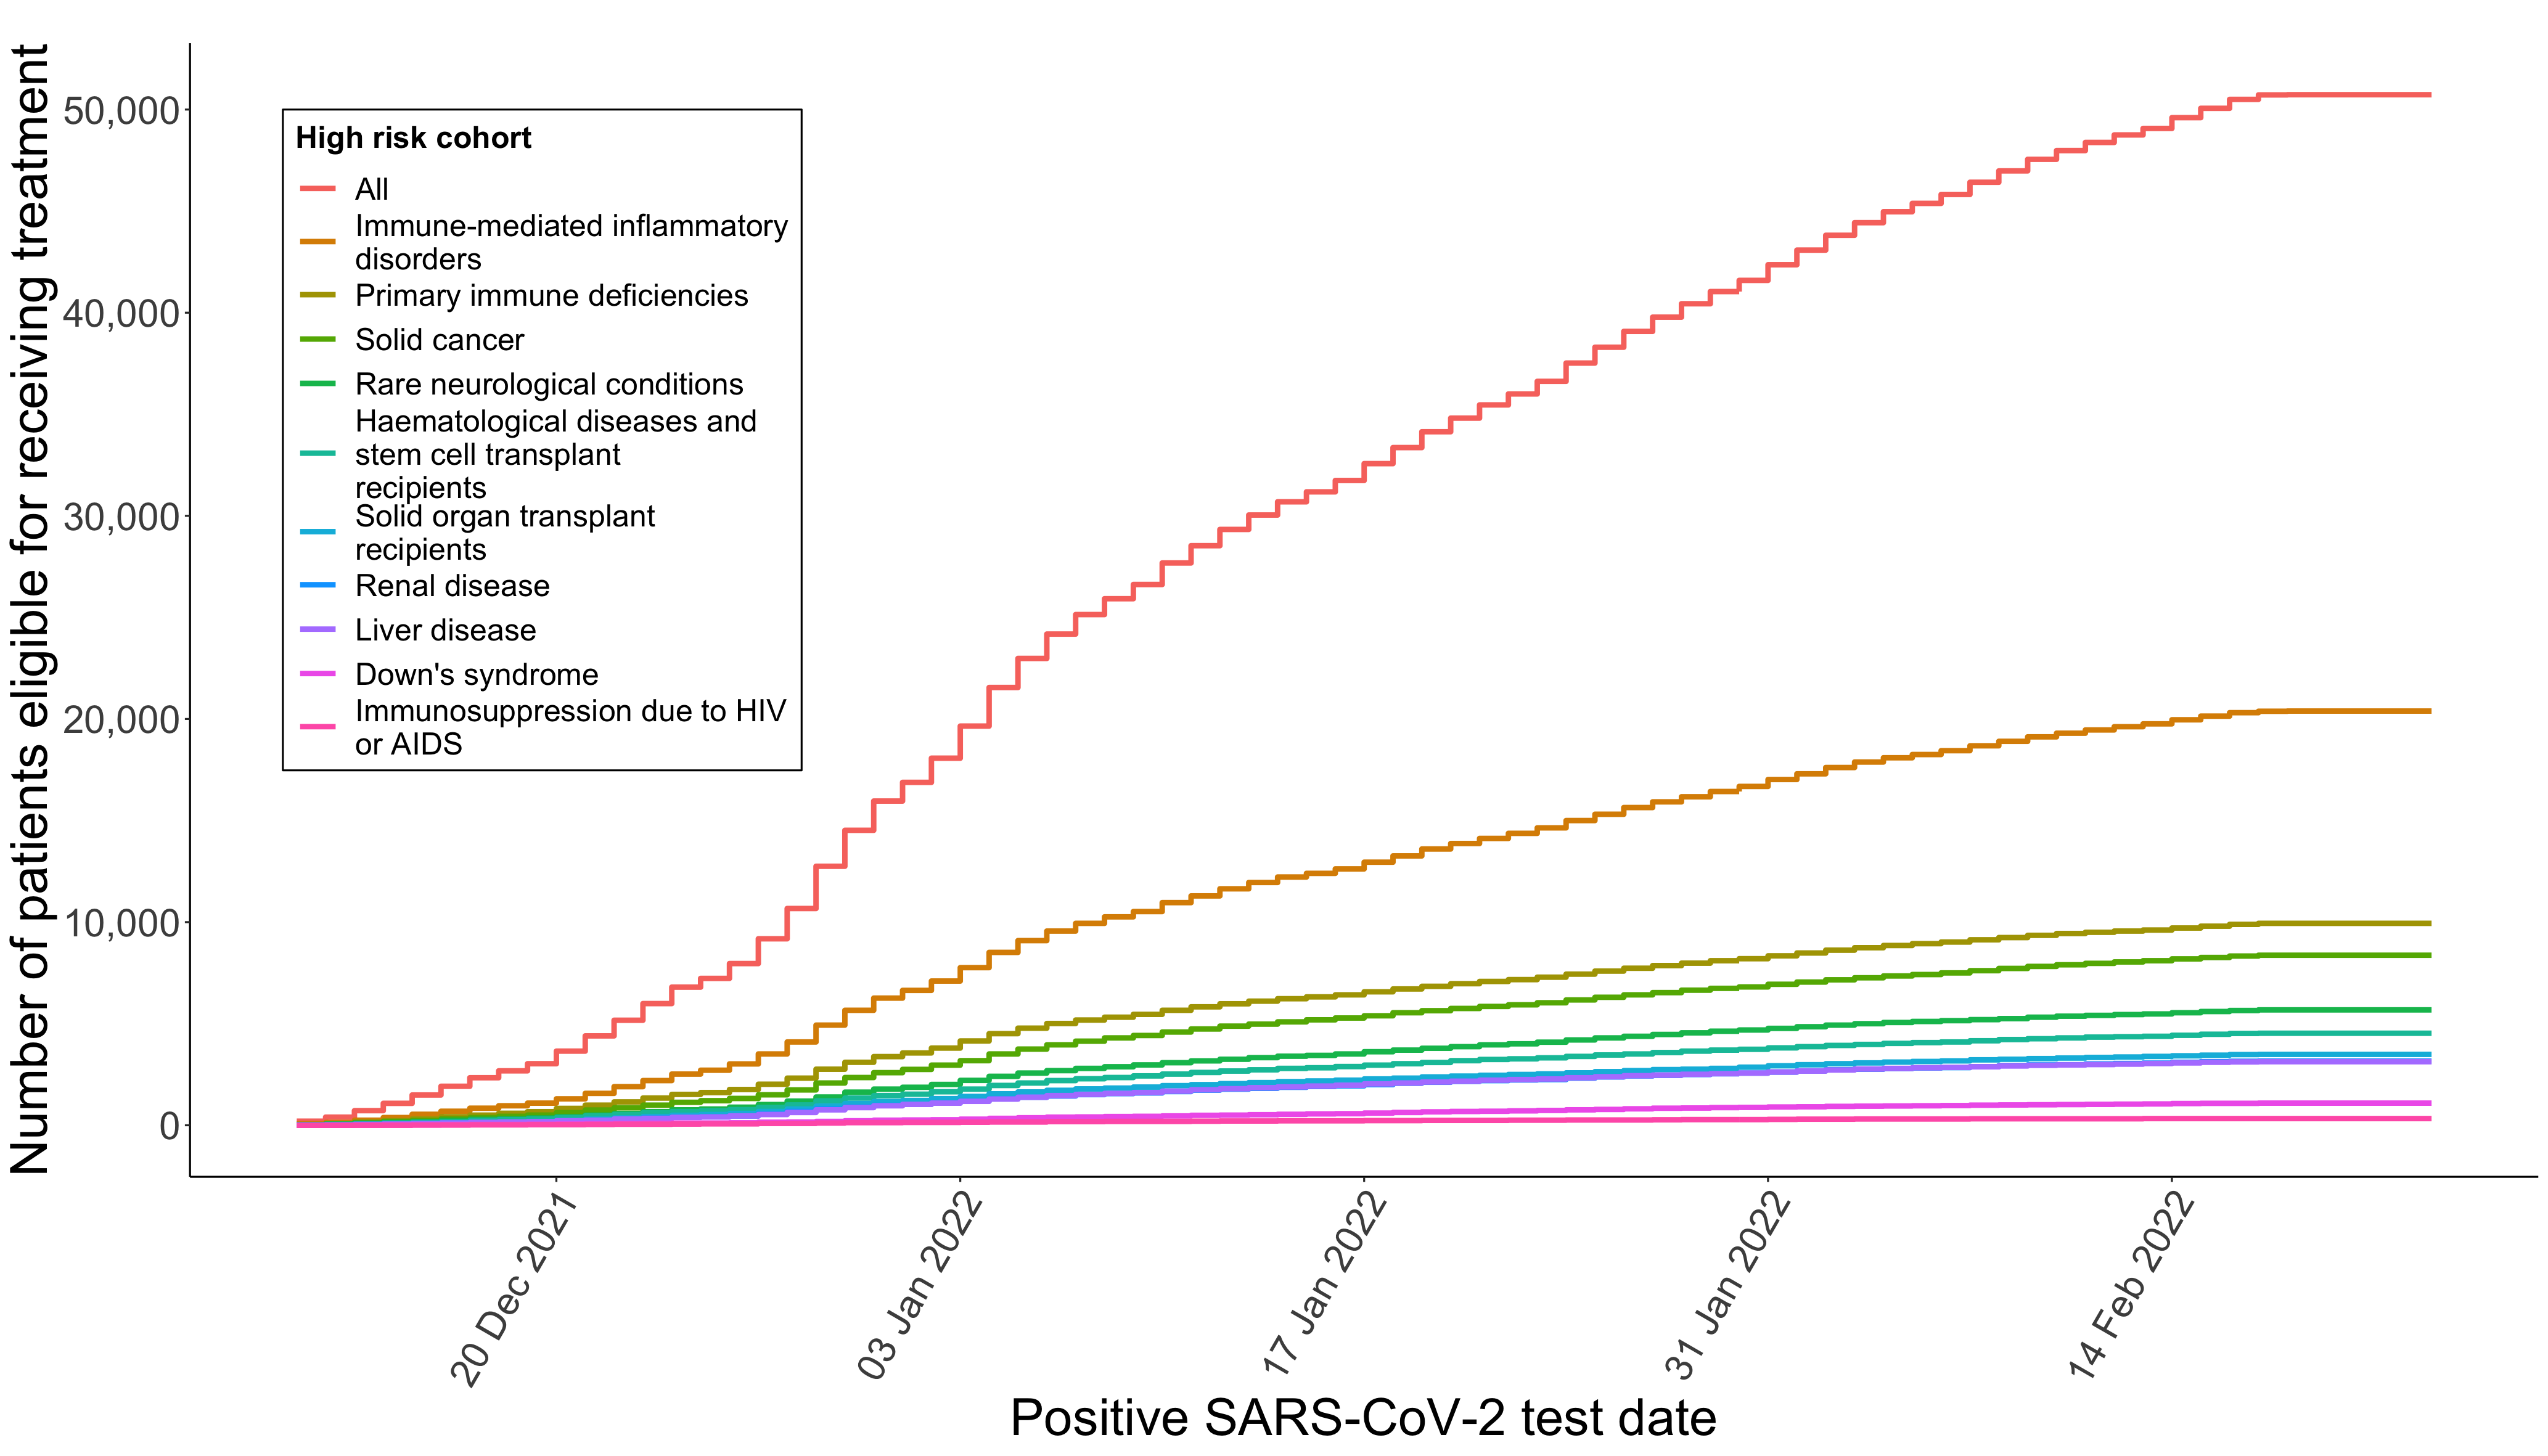 Number of patients eligible for receiving treatment
50,000
40,000
30,000
20,000
10,000
0
High risk cohort
All
Immune-mediated inflammatory
disorders
Primary immune deficiencies
Solid cancer
Rare neurological conditions
Haematological diseases and
stem cell transplant
recipients
Solid organ transplant
recipients
Renal disease
Liver disease
Down's syndrome
Immunosuppression due to HIV
or AIDS
20 Dec 2021
03 Jan 2022
17 Jan 2022
31 Jan 2022
14 Feb 2022
Positive SARS-CoV-2 test date